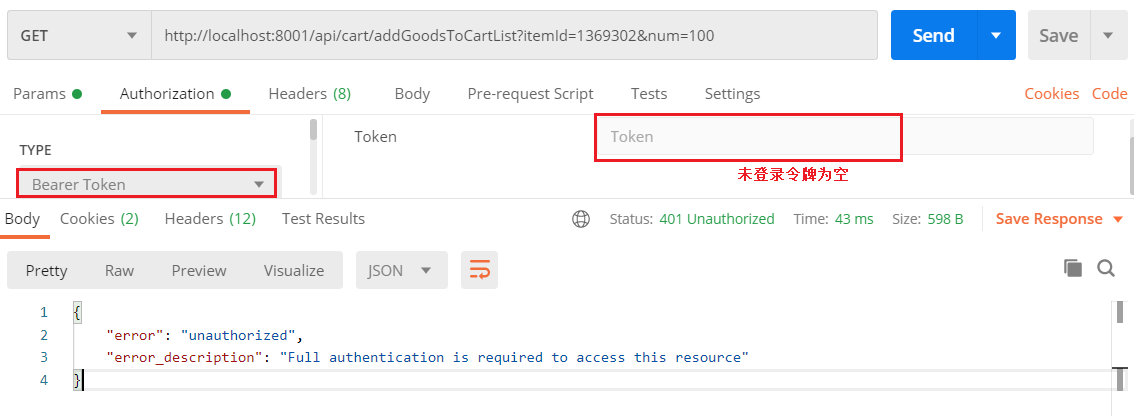 GET http://localhost:8001/api/cart/addGoodsToCartList?itemId=1369302&num=100 Send Save
Params Authorization Headers (8) Body Pre-request Script Tests Settings Cookies Code
Token Token
TYPE
未登录令牌为空
Bearer Token
Body Cookies (2) Headers (12) Test Results Status: 401 Unauthorized Time: 43 ms Size: 598 B Save Response
Pretty Raw Preview Visualize JSON
1 {
2 "error": "unauthorized",
3 "error_description": "Full authentication is required to access this resource"
4 }